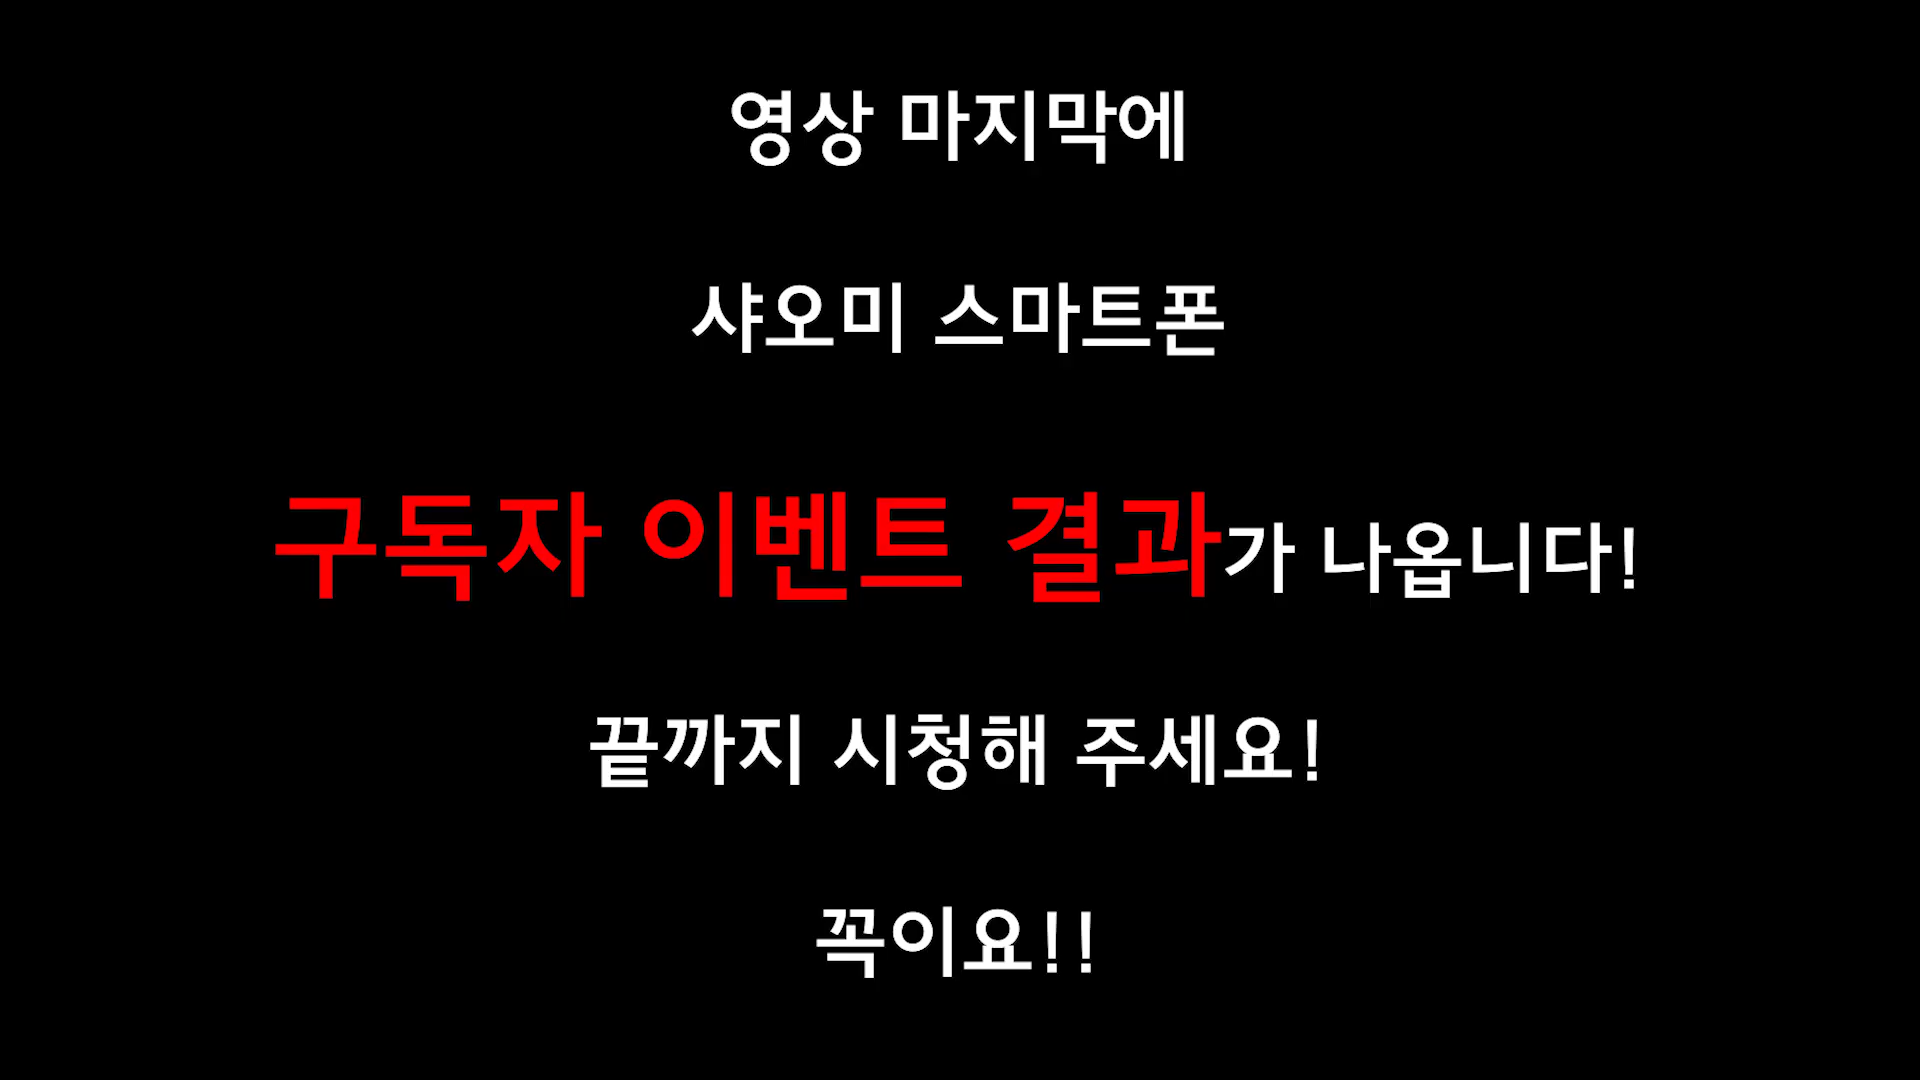 영상 마지막에
샤오미 스마트폰
구독자 이벤트 결과가 나옵니다!
끝까지 시청해 주세요!
꼭이요!!